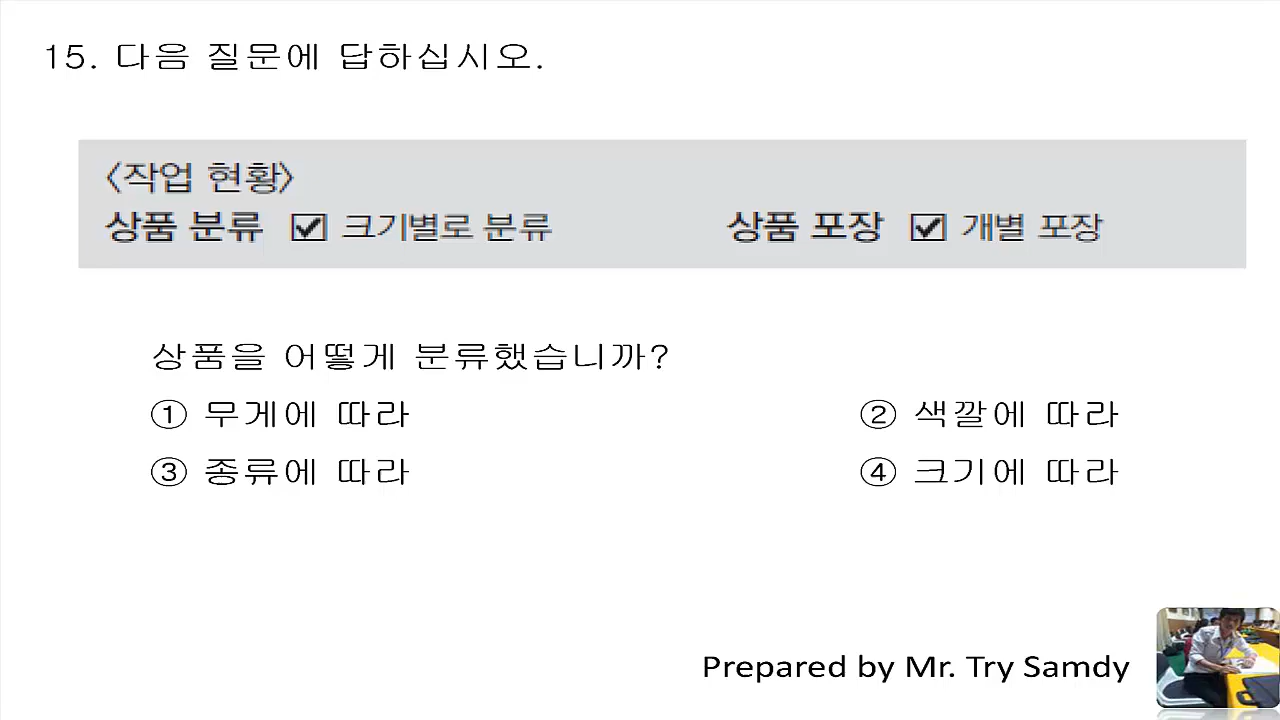 15. 다음 질문에 답하십시오.
〈작업 현황〉
상품 분류 ☑ 크기별로 분류 상품 포장 ☑ 개별 포장
상품을 어떻게 분류했습니까?
① 무게에 따라 ② 색깔에 따라
③ 종류에 따라 ④ 크기에 따라
Prepared by Mr. Try Samdy